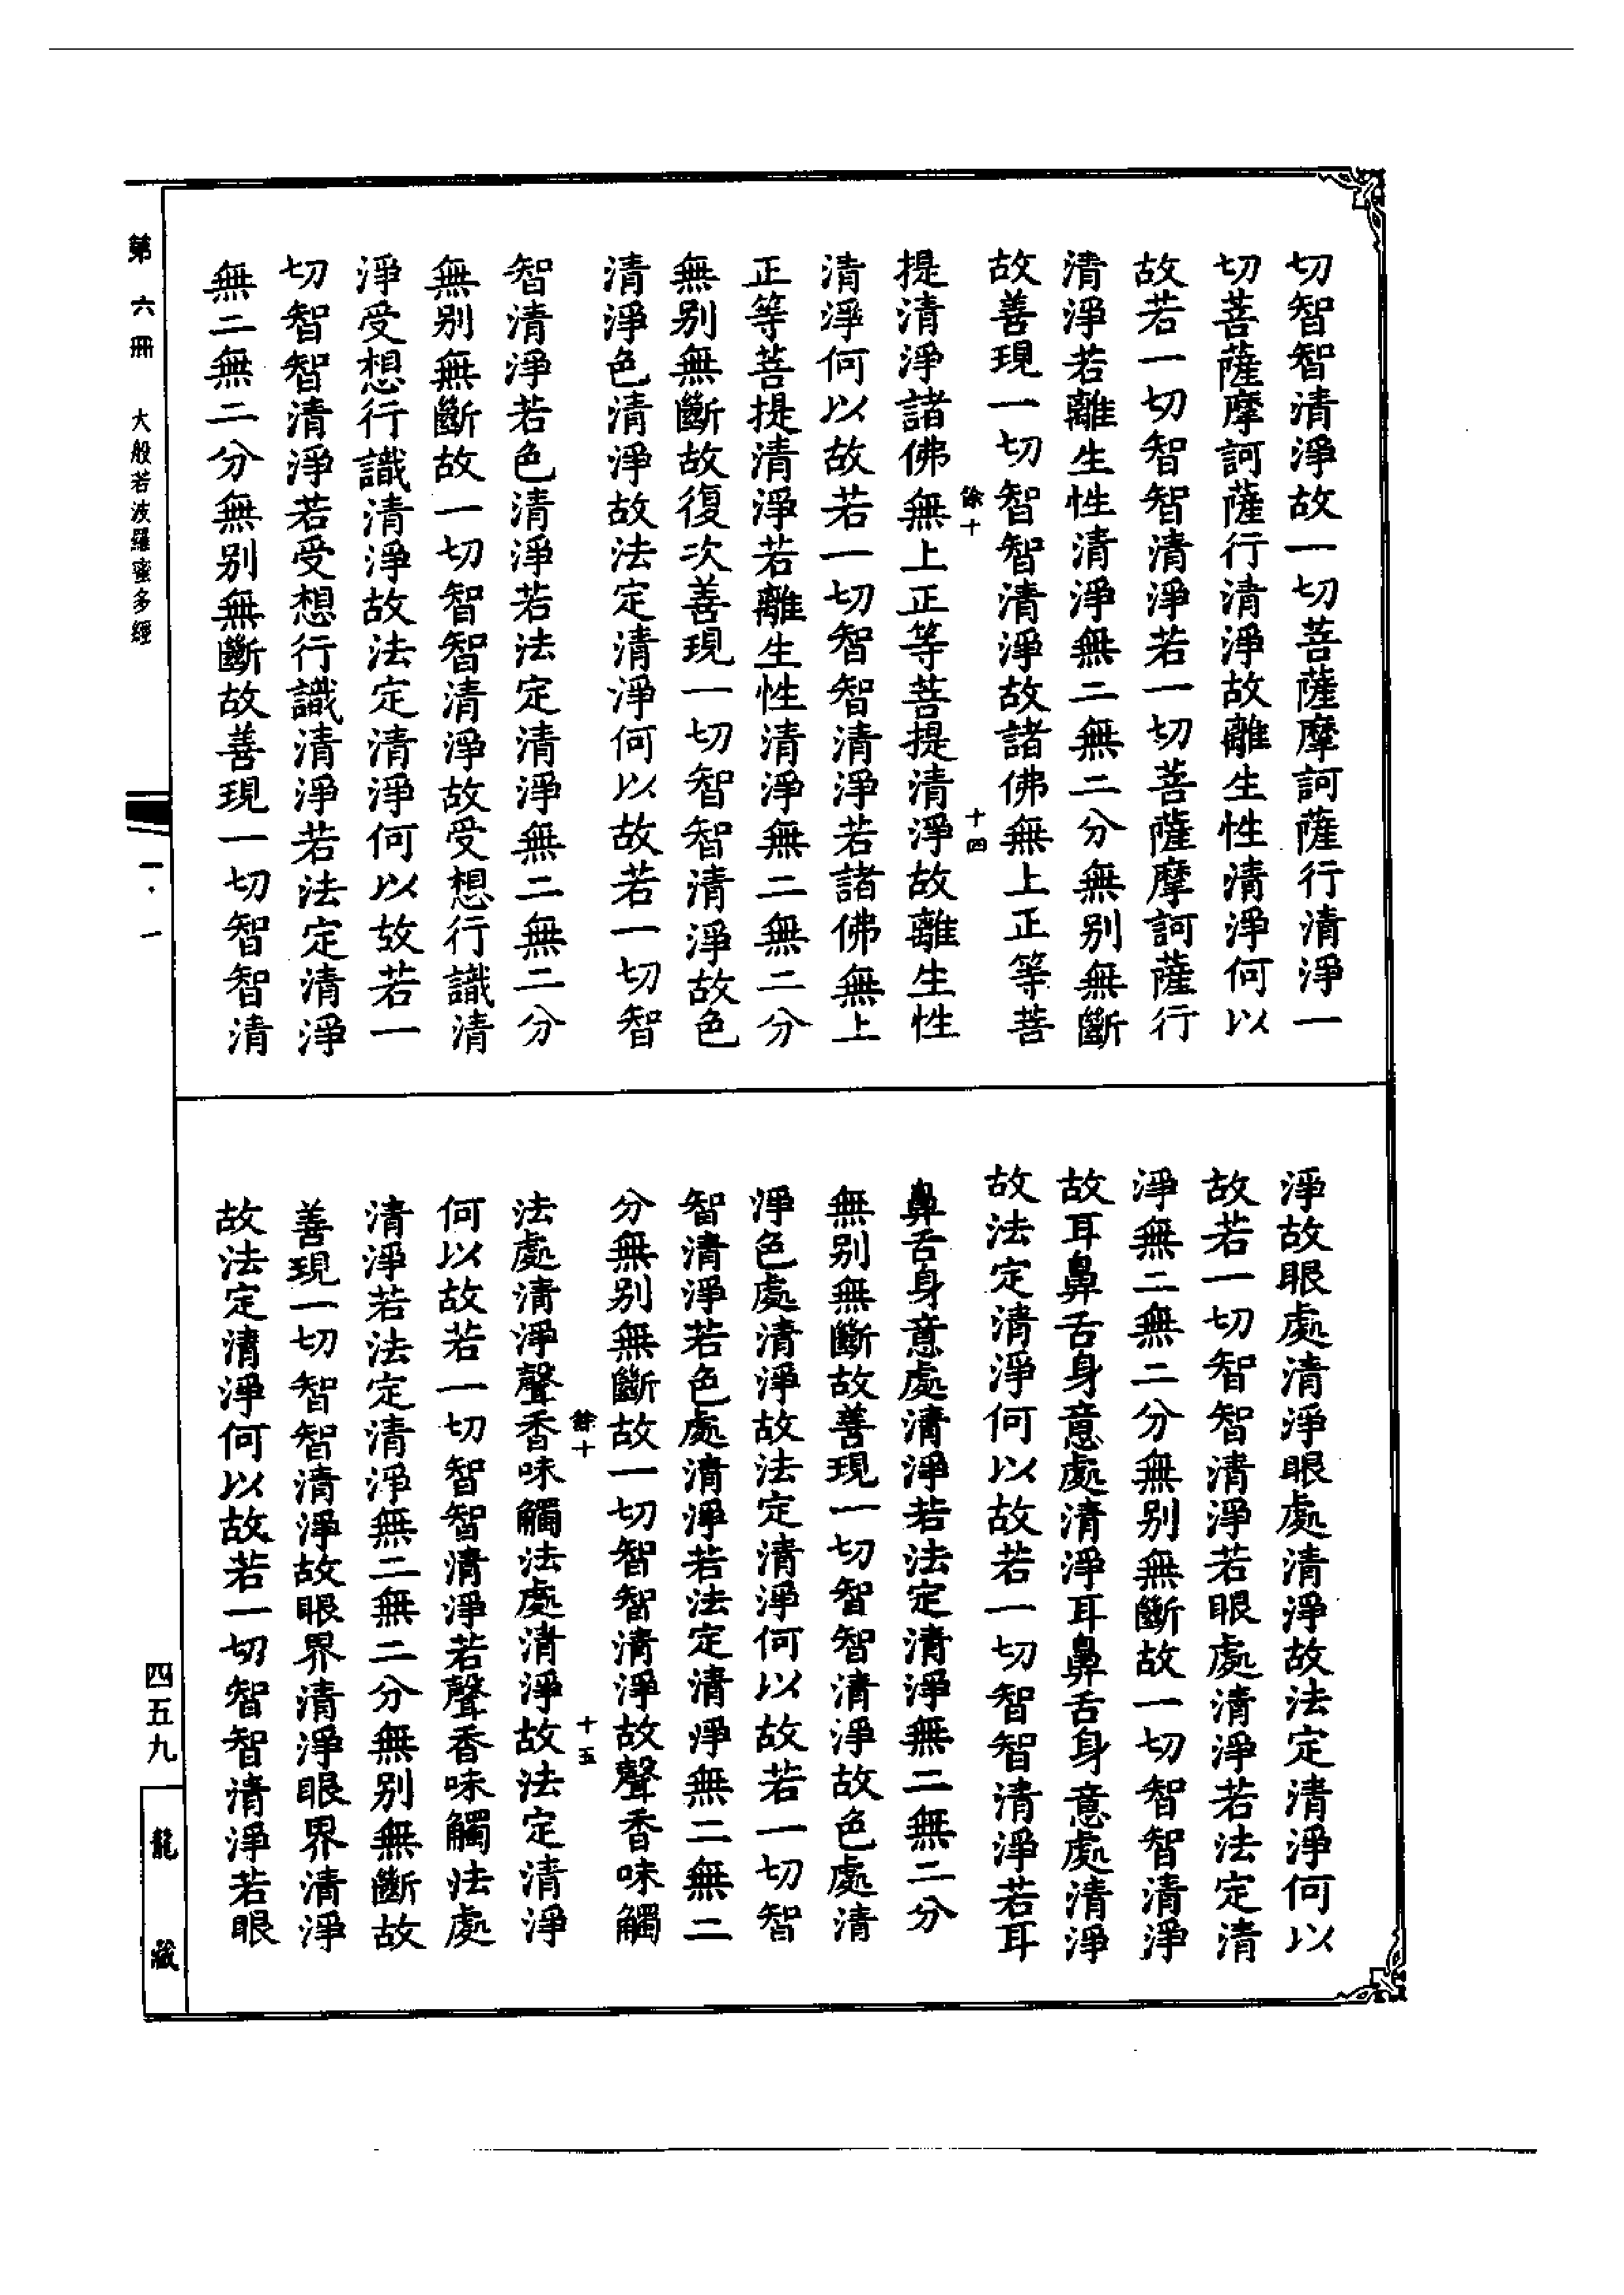 切智智清淨故一切菩薩摩訶薩行清淨一
切菩薩摩訶薩行清淨故離生性清淨何以
故若一切智智清淨若一切菩薩摩訶薩行
清淨若離生性清淨無二無二分無別無斷
故善現一切智智清淨故諸佛無上正等菩
餘十
十四
提清淨諸佛無上正等菩提清淨故離生性
清淨何以故若一切智智清淨若諸佛無上
正等菩提清淨若離生性清淨無二無二分
無別無斷故復次善現一切智智清淨故色
清淨色清淨故法定清淨何以故若一切智
智清淨若色清淨若法定清淨無二無二分
無別無斷故一切智智清淨故受想行識清
淨受想行識清淨故法定清淨何以故若一
切智智清淨若受想行識清淨若法定清淨
無二無二分無別無斷故善現一切智智清
淨故眼處清淨眼處清淨故法定清淨何以
故若一切智智清淨若眼處清淨若法定清
淨無二無二分無別無斷故一切智智清淨
故耳鼻舌身意處清淨耳鼻舌身意處清淨
故法定清淨何以故若一切智智清淨若耳
鼻舌身意處清淨若法定清淨無二無二分
無別無斷故善現一切智智清淨故色處清
淨色處清淨故法定清淨何以故若一切智
智清淨若色處清淨若法定清淨無二無二
分無別無斷故一切智智清淨故聲香味觸
餘十
十五
法處清淨聲香味觸法處清淨故法定清淨
何以故若一切智智清淨若聲香味觸法處
清淨若法定清淨無二無二分無別無斷故
善現一切智智清淨故眼界清淨眼界清淨
故法定清淨何以故若一切智智清淨若眼
第六冊 大般若波羅蜜多經
一·一
四五九
龍藏